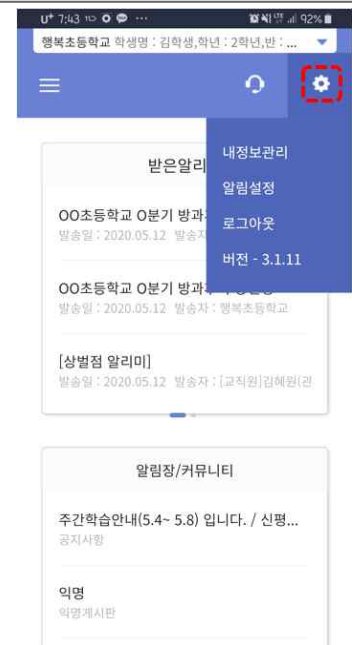 U+ 7:43 ••• 92%
행복초등학교 학생명 : 김학생,학년 : 2학년,반 : ...
받은알리
내정보관리
알림설정
로그아웃
버전 - 3.1.11
OO초등학교 O분기 방과
발송일 : 2020.05.12 발송자
OO초등학교 O분기 방과
발송일 : 2020.05.12 발송자 : 행복초등학교
[상벌점 알리미]
발송일 : 2020.05.12 발송자 : [교직원]김혜원(관
알림장/커뮤니티
주간학습안내(5.4~ 5.8) 입니다. / 신평...
공지사항
익명
익명게시판